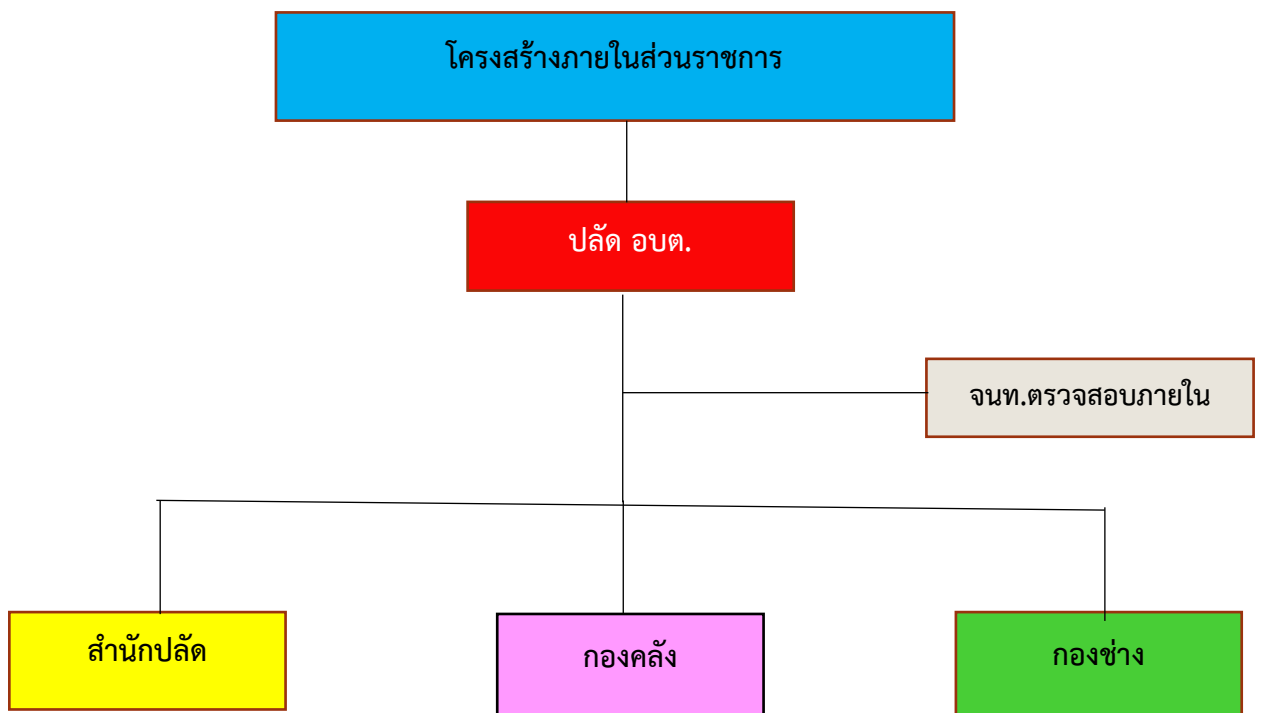 โครงสร้างภายในส่วนราชการ
ปลัด อบต.
จนท.ตรวจสอบภายใน
สำนักปลัด
กองคลัง
กองช่าง